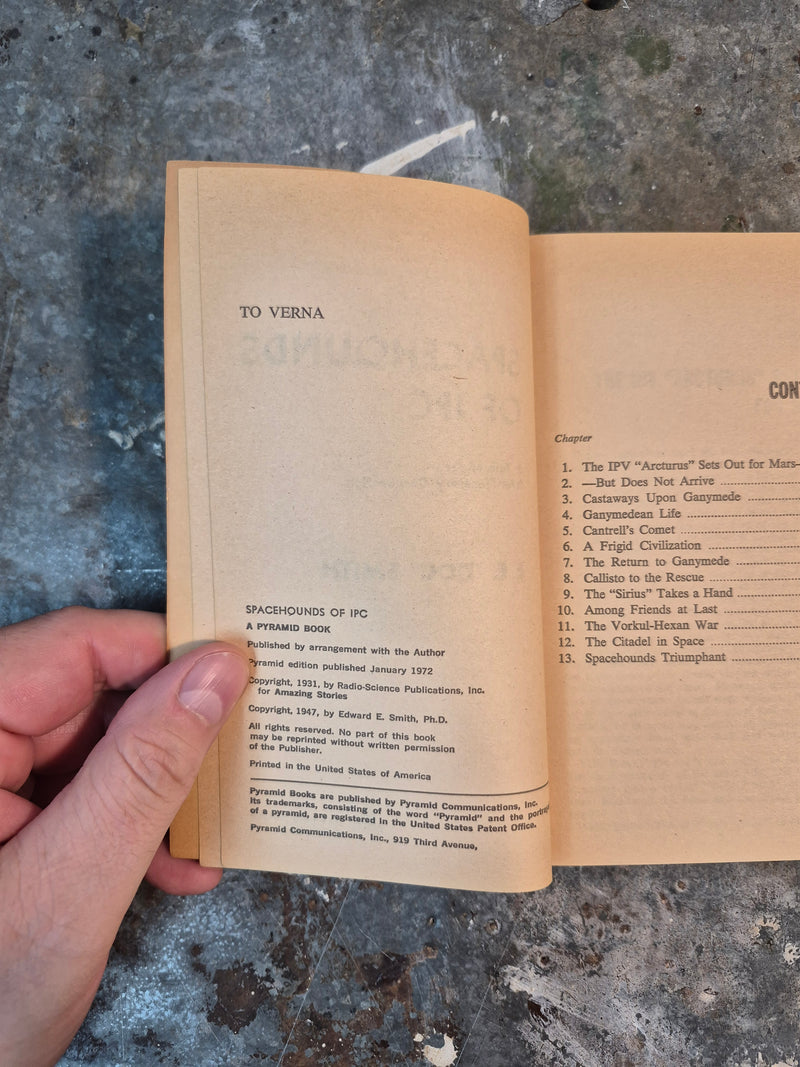 TO VERNA
SPACEHOUNDS OF IPC
A PYRAMID BOOK
Published by arrangement with the Author
Pyramid edition published January 1972
Copyright, 1931, by Radio-Science Publications, Inc.
for Amazing Stories
Copyright, 1947, by Edward E. Smith, Ph.D.
All rights reserved. No part of this book
may be reprinted without written permission
of the Publisher.
Printed in the United States of America
Pyramid Books are published by Pyramid Communications, Inc.
Its trademarks, consisting of the word "Pyramid" and the portrayal
of a pyramid, are registered in the United States Patent Office.
Pyramid Communications, Inc., 919 Third Avenue,
CONT
Chapter
1. The IPV "Arcturus" Sets Out for Mars—
2. —But Does Not Arrive
3. Castaways Upon Ganymede
4. Ganymedean Life
5. Cantrell's Comet
6. A Frigid Civilization
7. The Return to Ganymede
8. Callisto to the Rescue
9. The "Sirius" Takes a Hand
10. Among Friends at Last
11. The Vorkul-Hexan War
12. The Citadel in Space
13. Spacehounds Triumphant